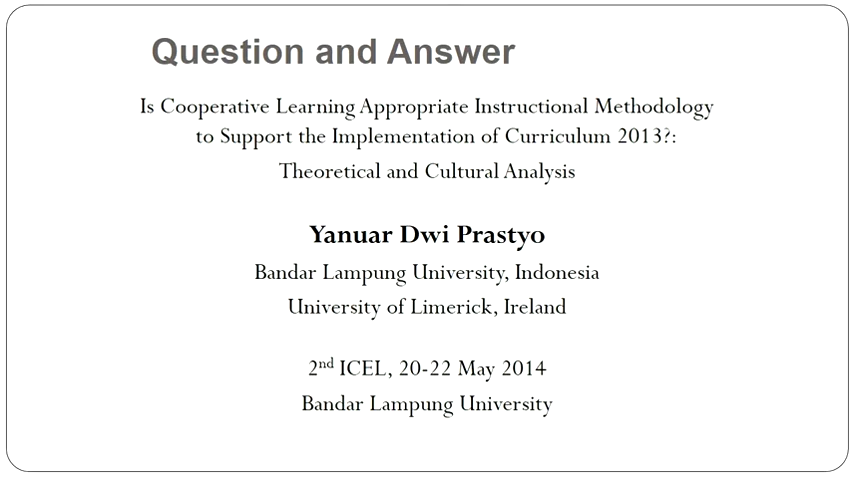 Question and Answer
Is Cooperative Learning Appropriate Instructional Methodology
to Support the Implementation of Curriculum 2013?:
Theoretical and Cultural Analysis
Yanuar Dwi Prastyo
Bandar Lampung University, Indonesia
University of Limerick, Ireland
2nd ICEL, 20-22 May 2014
Bandar Lampung University